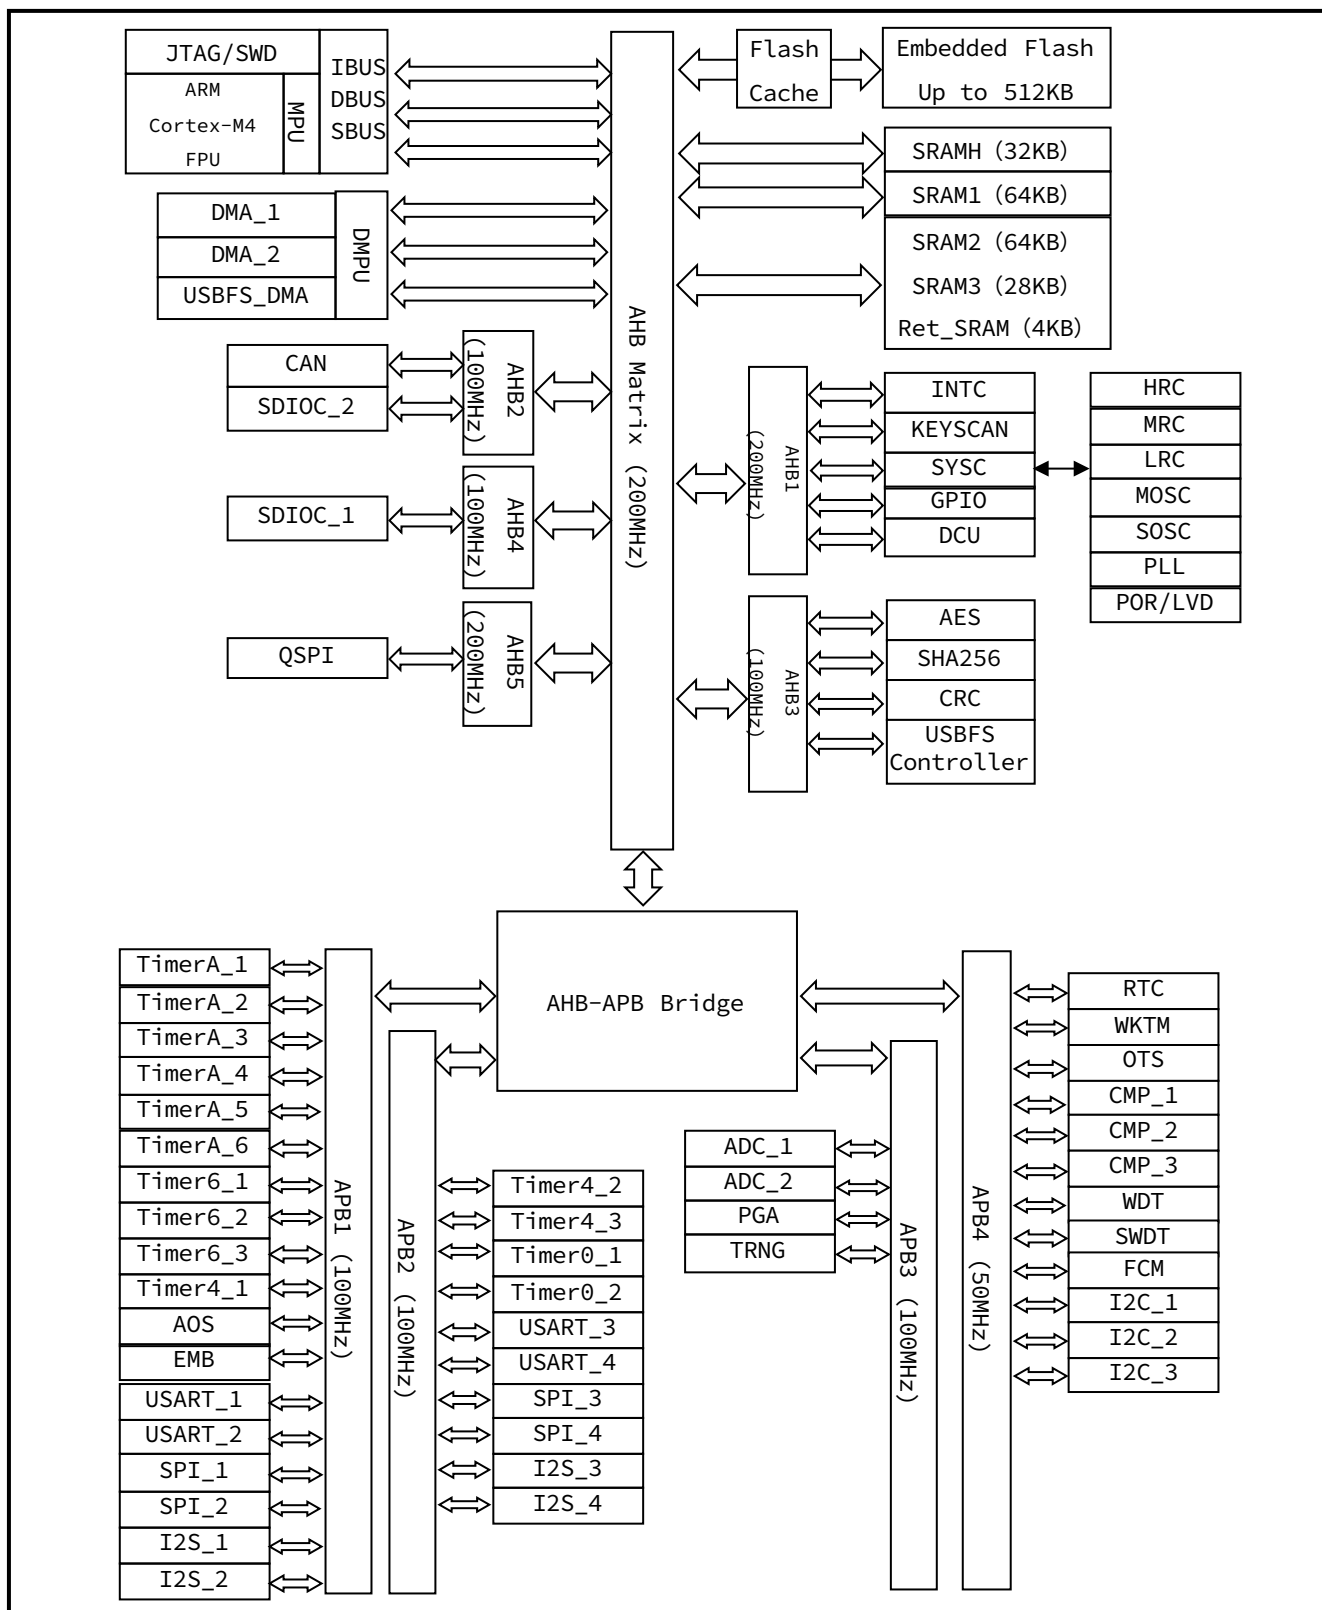 JTAG/SWD
ARM
Cortex-M4
FPU
MPU
IBUS
DBUS
SBUS
DMA_1
DMA_2
USBFS_DMA
DMPU
CAN
SDIOC_2
AHB2
(100MHz)
SDIOC_1
AHB4
(100MHz)
QSPI
AHB5
(200MHz)
AHB Matrix (200MHz)
Flash
Cache
Embedded Flash
Up to 512KB
SRAMH (32KB)
SRAM1 (64KB)
SRAM2 (64KB)
SRAM3 (28KB)
Ret_SRAM (4KB)
AHB1
(200MHz)
INTC
KEYSCAN
SYSC
GPIO
DCU
HRC
MRC
LRC
MOSC
SOSC
PLL
POR/LVD
AHB3
(100MHz)
AES
SHA256
CRC
USBFS
Controller
AHB-APB Bridge
TimerA_1
TimerA_2
TimerA_3
TimerA_4
TimerA_5
TimerA_6
Timer6_1
Timer6_2
Timer6_3
Timer4_1
AOS
EMB
USART_1
USART_2
SPI_1
SPI_2
I2S_1
I2S_2
APB1 (100MHz)
APB2 (100MHz)
Timer4_2
Timer4_3
Timer0_1
Timer0_2
USART_3
USART_4
SPI_3
SPI_4
I2S_3
I2S_4
ADC_1
ADC_2
PGA
TRNG
APB3 (100MHz)
APB4 (50MHz)
RTC
WKTM
OTS
CMP_1
CMP_2
CMP_3
WDT
SWDT
FCM
I2C_1
I2C_2
I2C_3